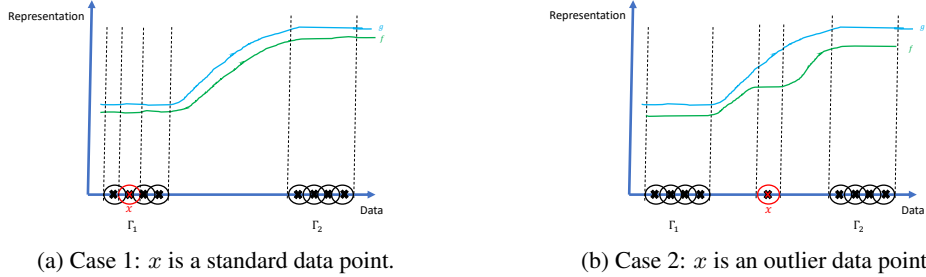 Representation
g
f
x
Data
Γ₁
Γ₂
(a) Case 1: x is a standard data point.
Representation
g
f
x
Data
Γ₁
Γ₂
(b) Case 2: x is an outlier data point